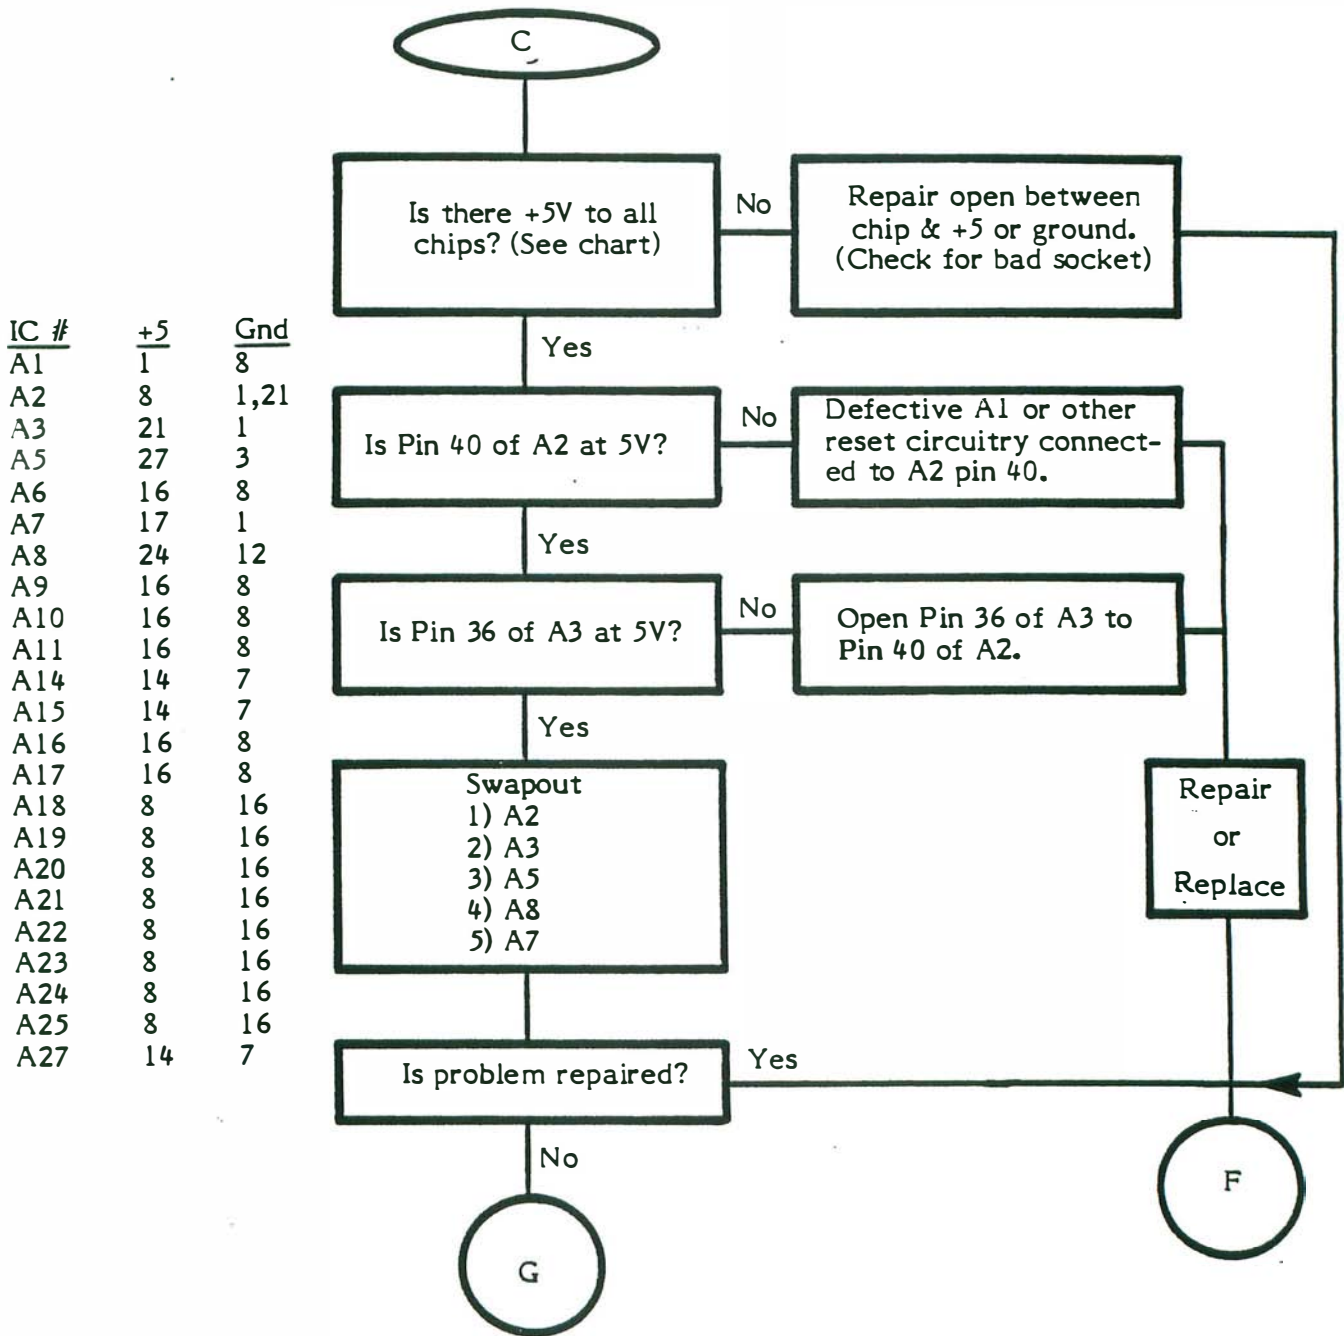 C
Is there +5V to all
chips? (See chart)
No
Repair open between
chip & +5 or ground.
(Check for bad socket)
Yes
IC # +5 Gnd
A1 1 8
A2 8 1,21
A3 21 1
A5 27 3
A6 16 8
A7 17 1
A8 24 12
A9 16 8
A10 16 8
A11 16 8
A14 14 7
A15 14 7
A16 16 8
A17 16 8
A18 8 16
A19 8 16
A20 8 16
A21 8 16
A22 8 16
A23 8 16
A24 8 16
A25 8 16
A27 14 7
Is Pin 40 of A2 at 5V?
No
Defective A1 or other
reset circuitry connect-
ed to A2 pin 40.
Yes
Is Pin 36 of A3 at 5V?
No
Open Pin 36 of A3 to
Pin 40 of A2.
Yes
Swapout
1) A2
2) A3
3) A5
4) A8
5) A7
Repair
or
Replace
Is problem repaired?
Yes
No
F
G